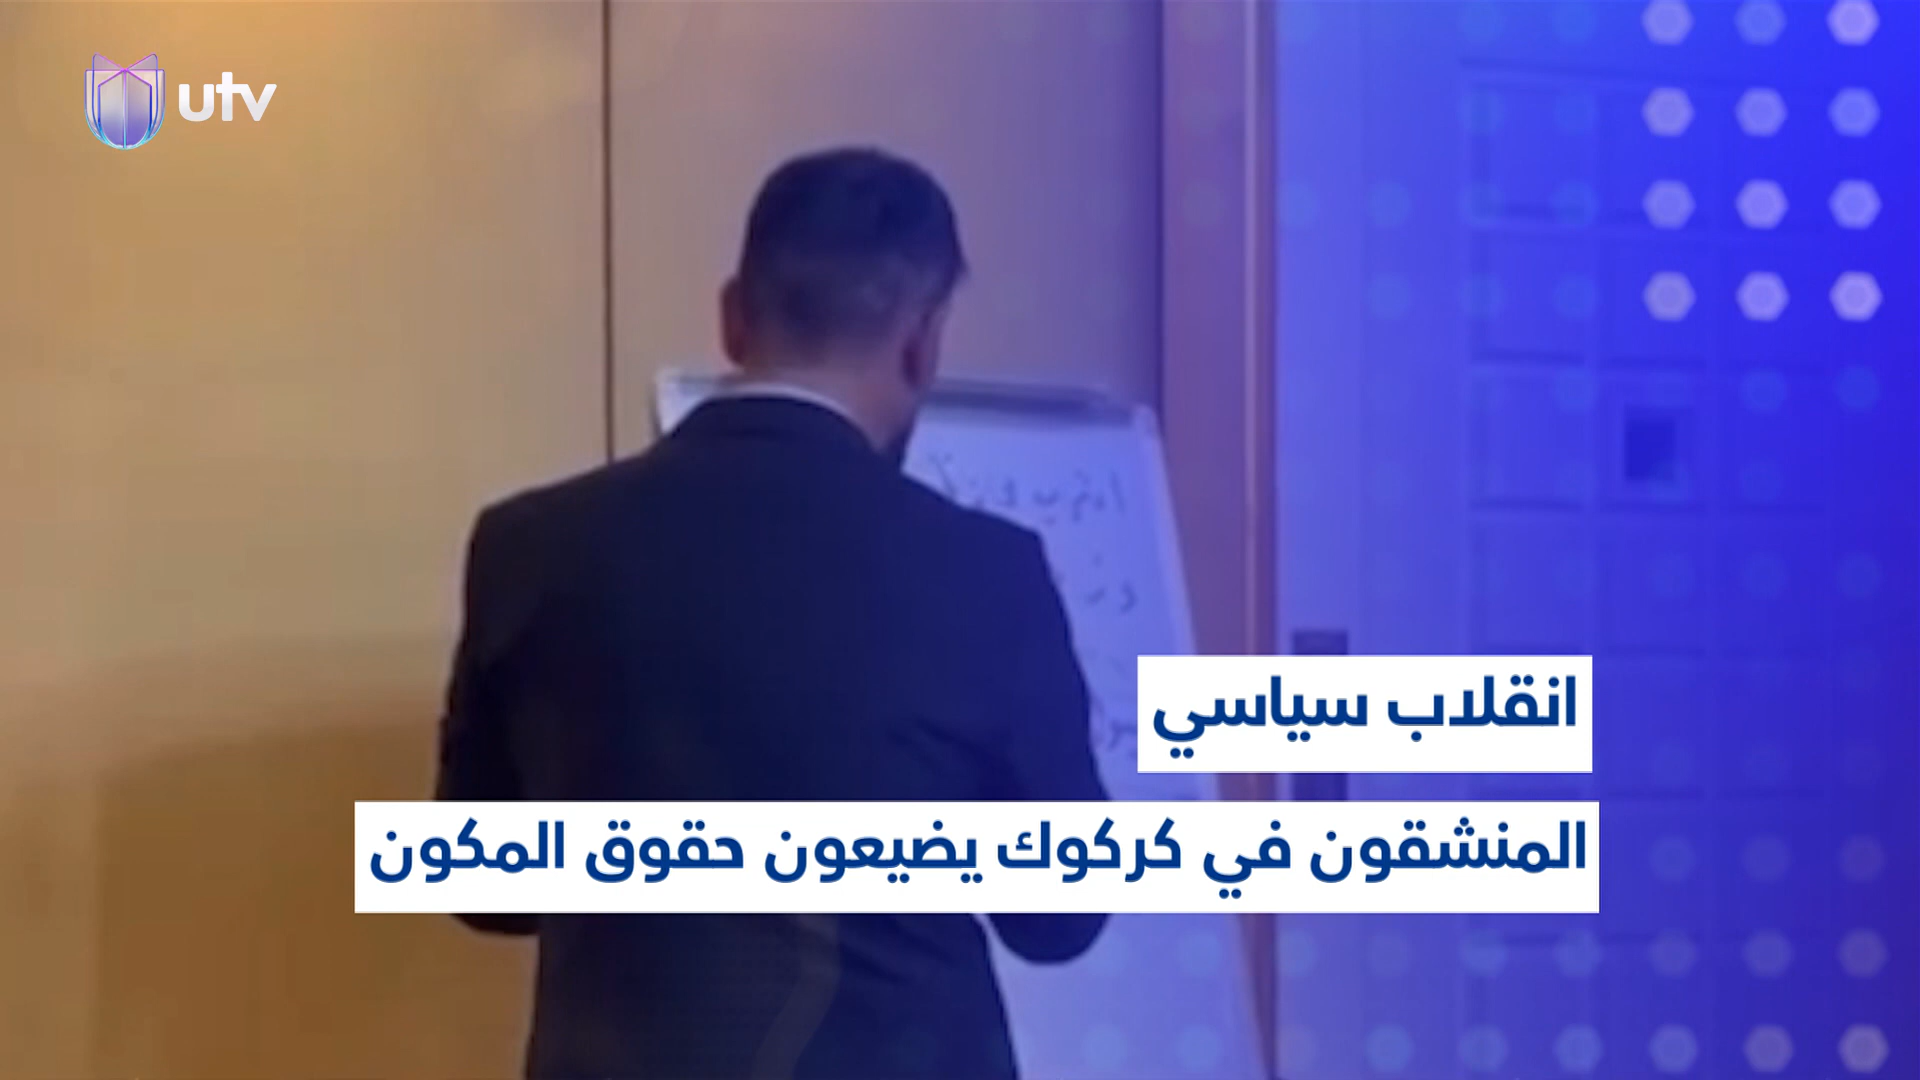 utv
انقلاب سياسي
المنشقون في كركوك يضيعون حقوق المكون